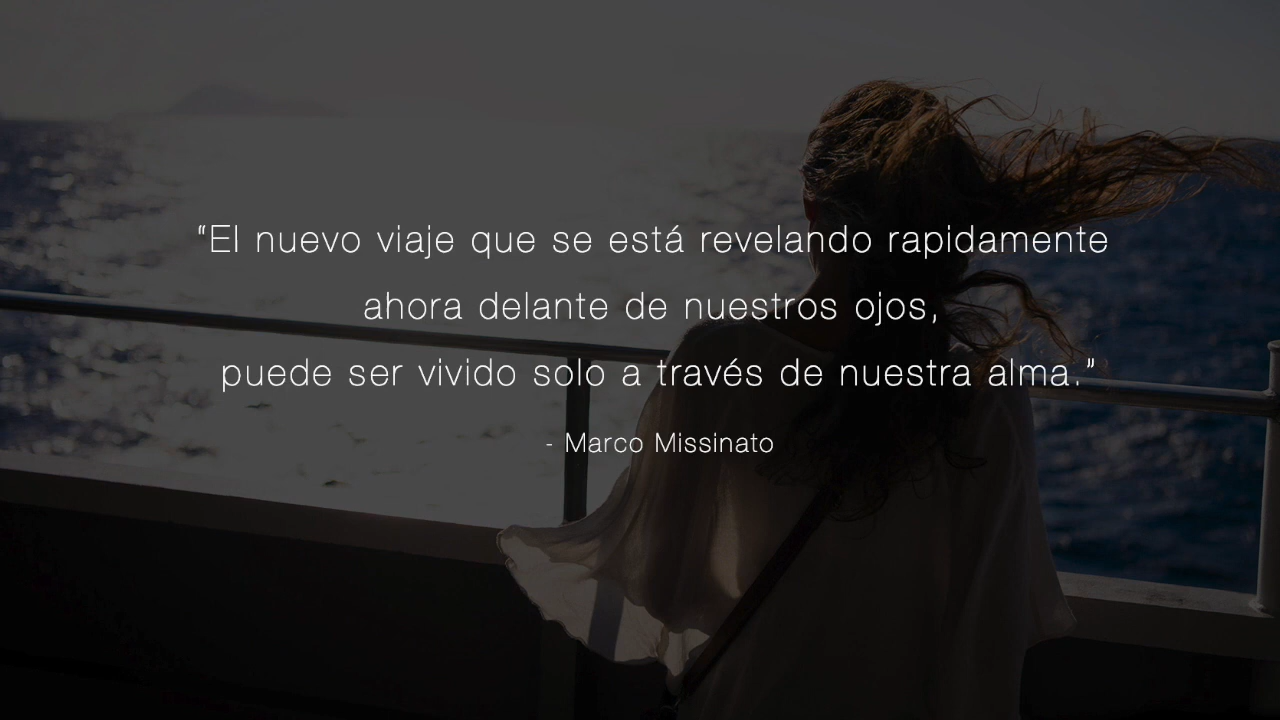 “El nuevo viaje que se está revelando rapidamente
ahora delante de nuestros ojos,
puede ser vivido solo a través de nuestra alma.”
- Marco Missinato